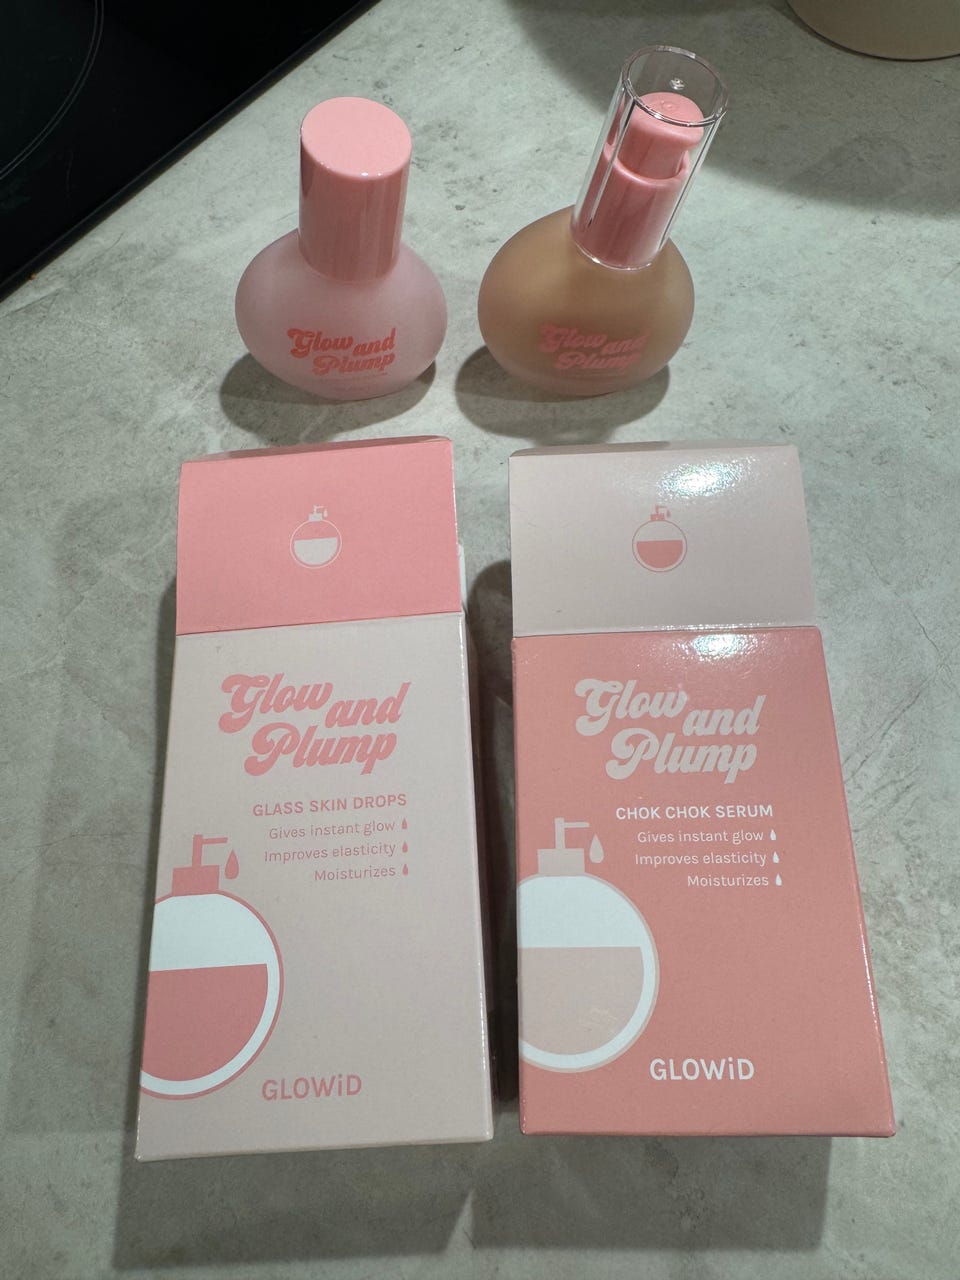 Glow and
Plump
Glow and
Plump
Glow and
Plump
GLASS SKIN DROPS
Gives instant glow
Improves elasticity
Moisturizes
GLOWiD
Glow and
Plump
CHOK CHOK SERUM
Gives instant glow
Improves elasticity
Moisturizes
GLOWiD